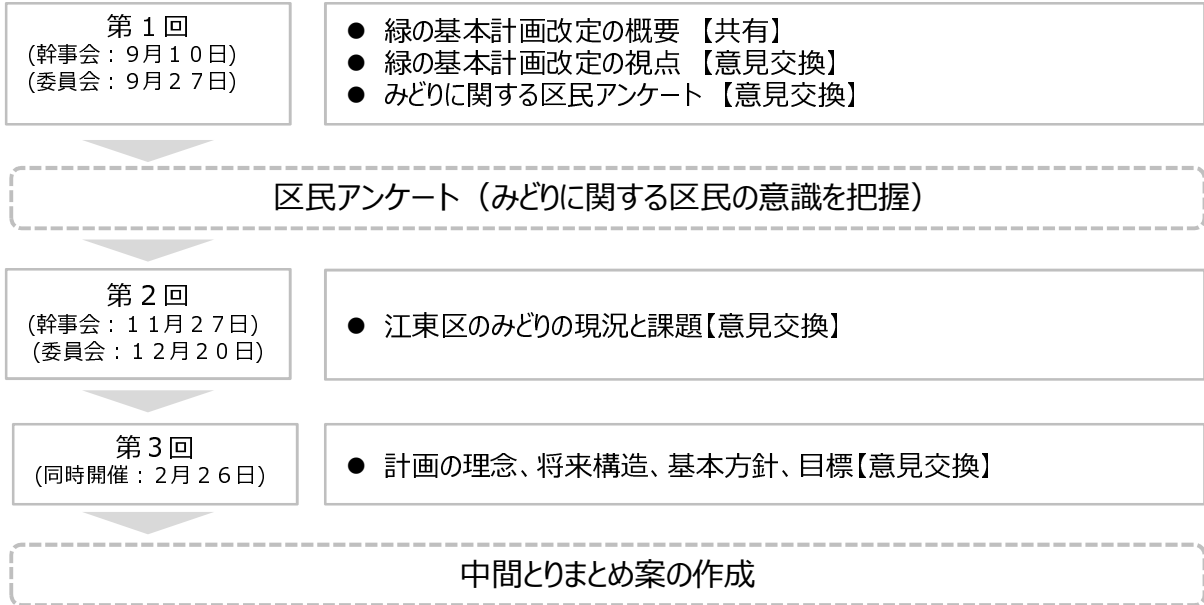 第１回
(幹事会：９月１０日)
(委員会：９月２７日)
● 緑の基本計画改定の概要 【共有】
● 緑の基本計画改定の視点 【意見交換】
● みどりに関する区民アンケート 【意見交換】
区民アンケート（みどりに関する区民の意識を把握）
第２回
(幹事会：１１月２７日)
(委員会：１２月２０日)
● 江東区のみどりの現況と課題【意見交換】
第３回
(同時開催：２月２６日)
● 計画の理念、将来構造、基本方針、目標【意見交換】
中間とりまとめ案の作成